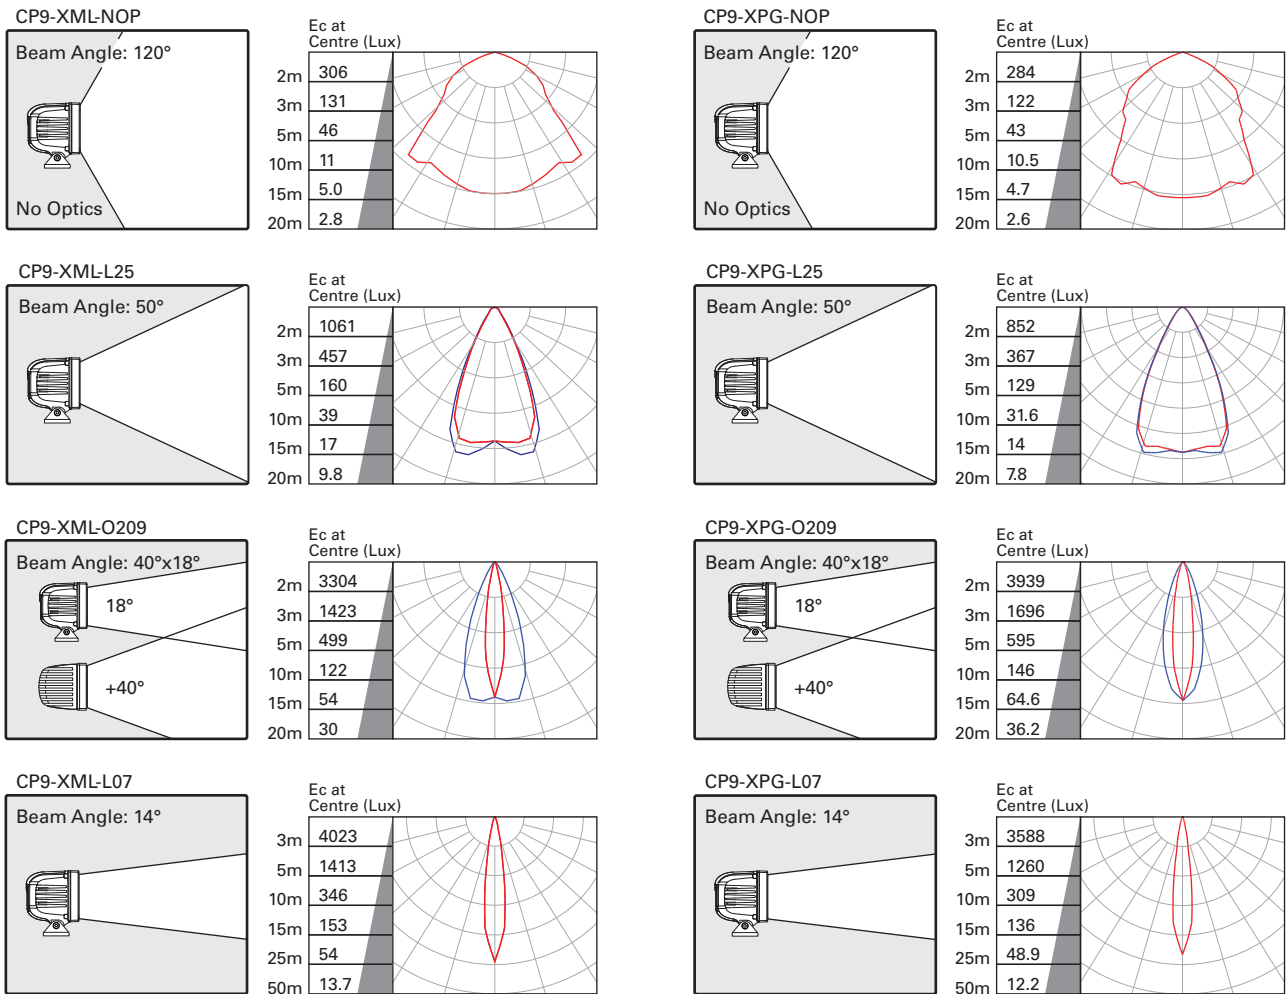 CP9-XML-NOP
Beam Angle: 120°
No Optics
Ec at
Centre (Lux)
2m 306
3m 131
5m 46
10m 11
15m 5.0
20m 2.8
CP9-XPG-NOP
Beam Angle: 120°
No Optics
Ec at
Centre (Lux)
2m 284
3m 122
5m 43
10m 10.5
15m 4.7
20m 2.6
CP9-XML-L25
Beam Angle: 50°
Ec at
Centre (Lux)
2m 1061
3m 457
5m 160
10m 39
15m 17
20m 9.8
CP9-XPG-L25
Beam Angle: 50°
Ec at
Centre (Lux)
2m 852
3m 367
5m 129
10m 31.6
15m 14
20m 7.8
CP9-XML-O209
Beam Angle: 40°x18°
18°
+40°
Ec at
Centre (Lux)
2m 3304
3m 1423
5m 499
10m 122
15m 54
20m 30
CP9-XPG-O209
Beam Angle: 40°x18°
18°
+40°
Ec at
Centre (Lux)
2m 3939
3m 1696
5m 595
10m 146
15m 64.6
20m 36.2
CP9-XML-L07
Beam Angle: 14°
Ec at
Centre (Lux)
3m 4023
5m 1413
10m 346
15m 153
25m 54
50m 13.7
CP9-XPG-L07
Beam Angle: 14°
Ec at
Centre (Lux)
3m 3588
5m 1260
10m 309
15m 136
25m 48.9
50m 12.2